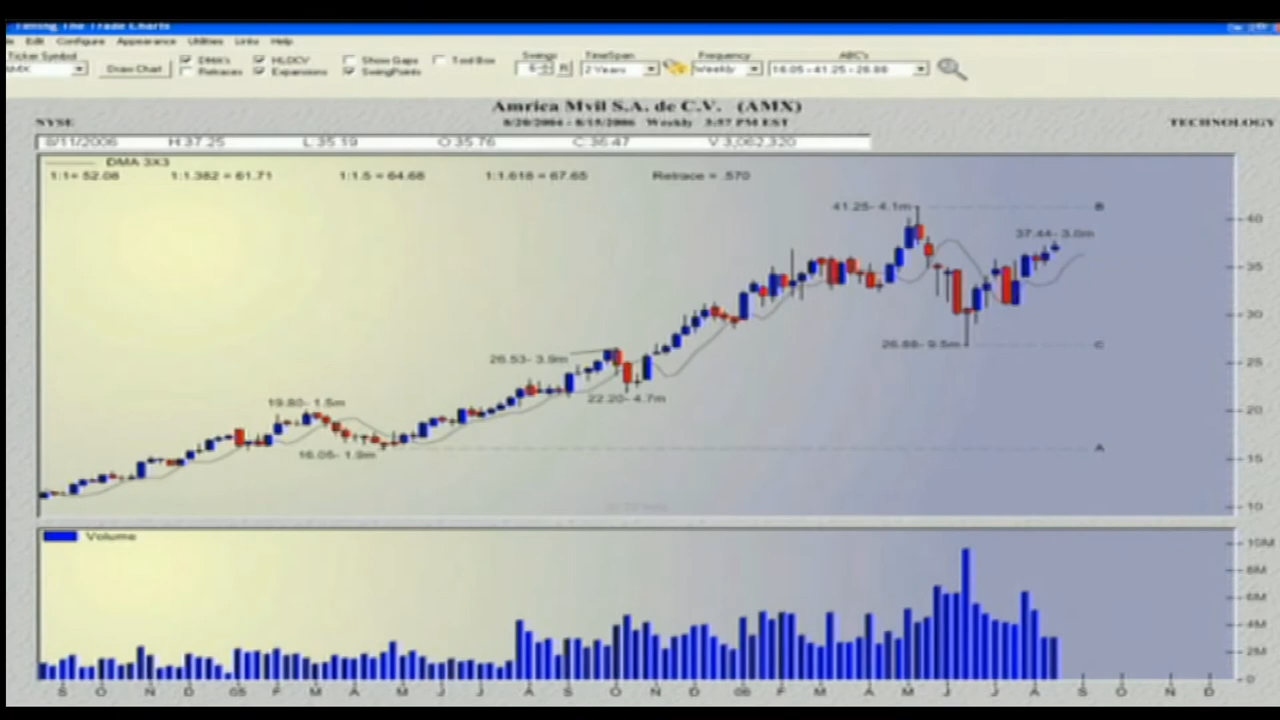 Timing The Trade Charts
Edit Configure Appearance Utilities Links Help
Ticker Symbol
AMX
Draw Chart
DMA's HLOCV Show Gaps Tool Box
Retraces Expansions SwingPoints
Swings TimeSpan Frequency ABC's
6 R 2 Years Weekly 16.05 - 41.25 - 26.88
Amrica Mvil S.A. de C.V. (AMX)
NYSE 8/20/2004 - 8/15/2006 Weekly 3:57 PM EST TECHNOLOGY
8/11/2006 H 37.25 L 35.19 O 35.76 C 36.47 V 3,062,320
DMA 3X3
1:1= 52.08 1:1.382 = 61.71 1:1.5 = 64.68 1:1.618 = 67.65 Retrace = .570
41.25- 4.1m B
40
37.44- 3.0m
35
30
26.88- 9.5m C
26.53- 3.9m
25
22.20- 4.7m
19.80- 1.5m
20
16.05- 1.9m A
15
10
Volume
10M
8M
6M
4M
2M
0
S O N D 05 F M A M J J A S O N D 06 F M A M J J A S O N D